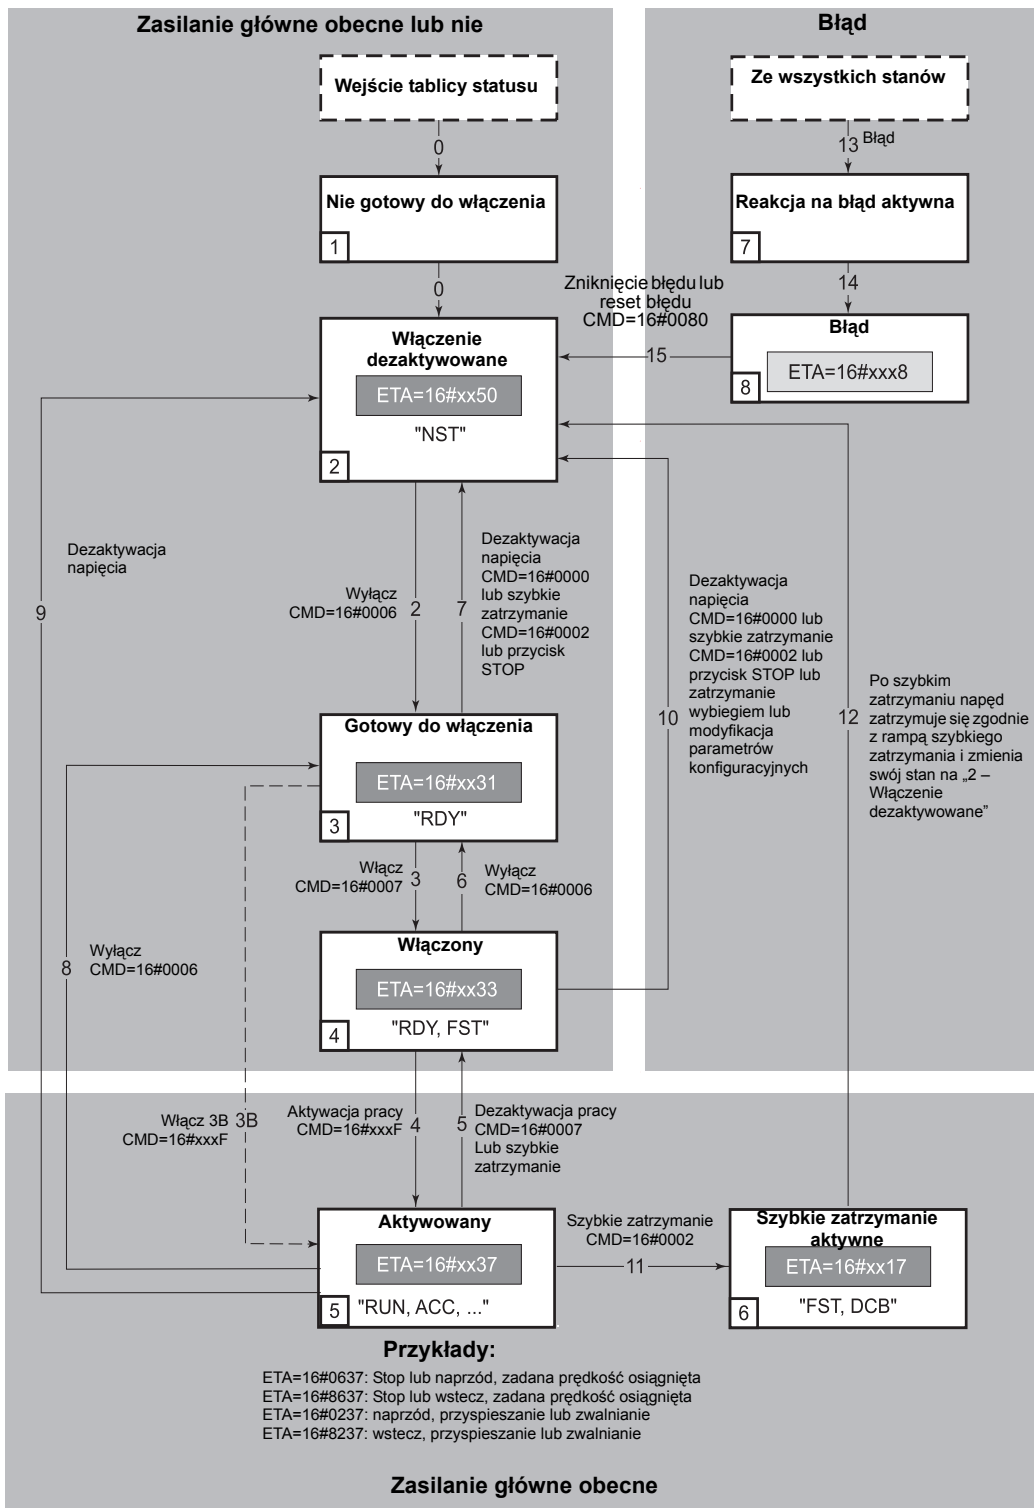 Zasilanie główne obecne lub nie
Błąd
Wejście tablicy statusu
Ze wszystkich stanów
0
13
Błąd
Nie gotowy do włączenia
1
Reakcja na błąd aktywna
7
0
14
Zniknięcie błędu lub
reset błędu
CMD=16#0080
15
Włączenie
dezaktywowane
ETA=16#xx50
"NST"
2
Błąd
ETA=16#xxx8
8
Dezaktywacja
napięcia
9
Wyłącz
CMD=16#0006
2
7
Dezaktywacja
napięcia
CMD=16#0000
lub szybkie
zatrzymanie
CMD=16#0002
lub przycisk
STOP
10
Dezaktywacja
napięcia
CMD=16#0000 lub
szybkie zatrzymanie
CMD=16#0002 lub
przycisk STOP lub
zatrzymanie
wybiegiem lub
modyfikacja
parametrów
konfiguracyjnych
12
Po szybkim
zatrzymaniu napęd
zatrzymuje się zgodnie
z rampą szybkiego
zatrzymania i zmienia
swój stan na „2 –
Włączenie
dezaktywowane”
Gotowy do włączenia
ETA=16#xx31
"RDY"
3
Włącz
CMD=16#0007
3
6
Wyłącz
CMD=16#0006
8
Wyłącz
CMD=16#0006
Włączony
ETA=16#xx33
"RDY, FST"
4
Włącz 3B
CMD=16#xxxF
3B
Aktywacja pracy
CMD=16#xxxF
4
5
Dezaktywacja pracy
CMD=16#0007
Lub szybkie
zatrzymanie
Aktywowany
ETA=16#xx37
"RUN, ACC, ..."
5
Szybkie zatrzymanie
CMD=16#0002
11
Szybkie zatrzymanie
aktywne
ETA=16#xx17
"FST, DCB"
6
Przykłady:
ETA=16#0637: Stop lub naprzód, zadana prędkość osiągnięta
ETA=16#8637: Stop lub wstecz, zadana prędkość osiągnięta
ETA=16#0237: naprzód, przyspieszanie lub zwalnianie
ETA=16#8237: wstecz, przyspieszanie lub zwalnianie
Zasilanie główne obecne